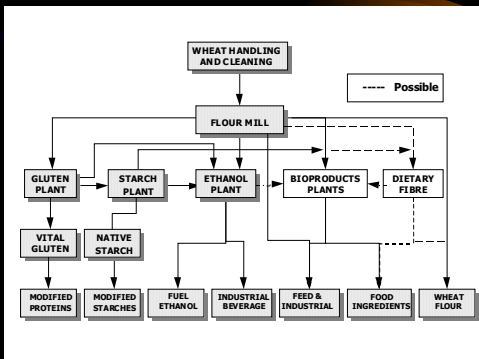 WHEAT HANDLING
AND CLEANING
----- Possible
FLOUR MILL
GLUTEN
PLANT
STARCH
PLANT
ETHANOL
PLANT
BIOPRODUCTS
PLANTS
DIETARY
FIBRE
VITAL
GLUTEN
NATIVE
STARCH
MODIFIED
PROTEINS
MODIFIED
STARCHES
FUEL
ETHANOL
INDUSTRIAL
BEVERAGE
FEED &
INDUSTRIAL
FOOD
INGREDIENTS
WHEAT
FLOUR